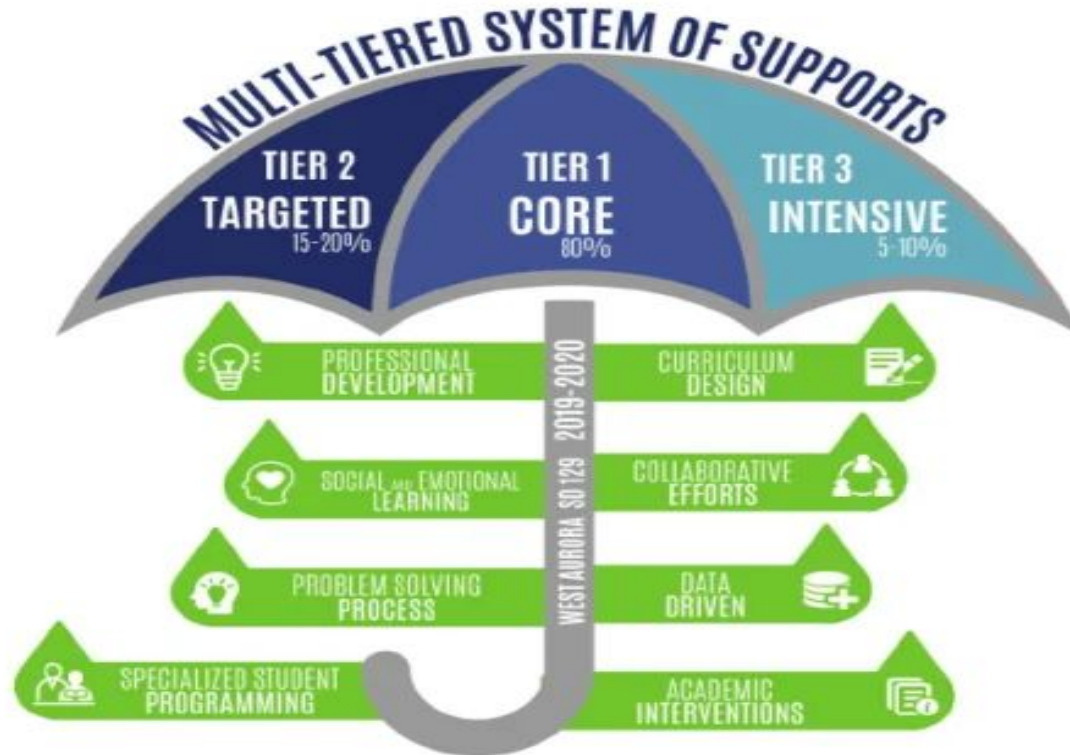 MULTI-TIERED SYSTEM OF SUPPORTS
TIER 2
TARGETED
15-20%
TIER 1
CORE
80%
TIER 3
INTENSIVE
5-10%
PROFESSIONAL
DEVELOPMENT
CURRICULUM
DESIGN
SOCIAL AND EMOTIONAL
LEARNING
COLLABORATIVE
EFFORTS
PROBLEM SOLVING
PROCESS
DATA
DRIVEN
SPECIALIZED STUDENT
PROGRAMMING
ACADEMIC
INTERVENTIONS
WEST AURORA SD 129 2019-2020